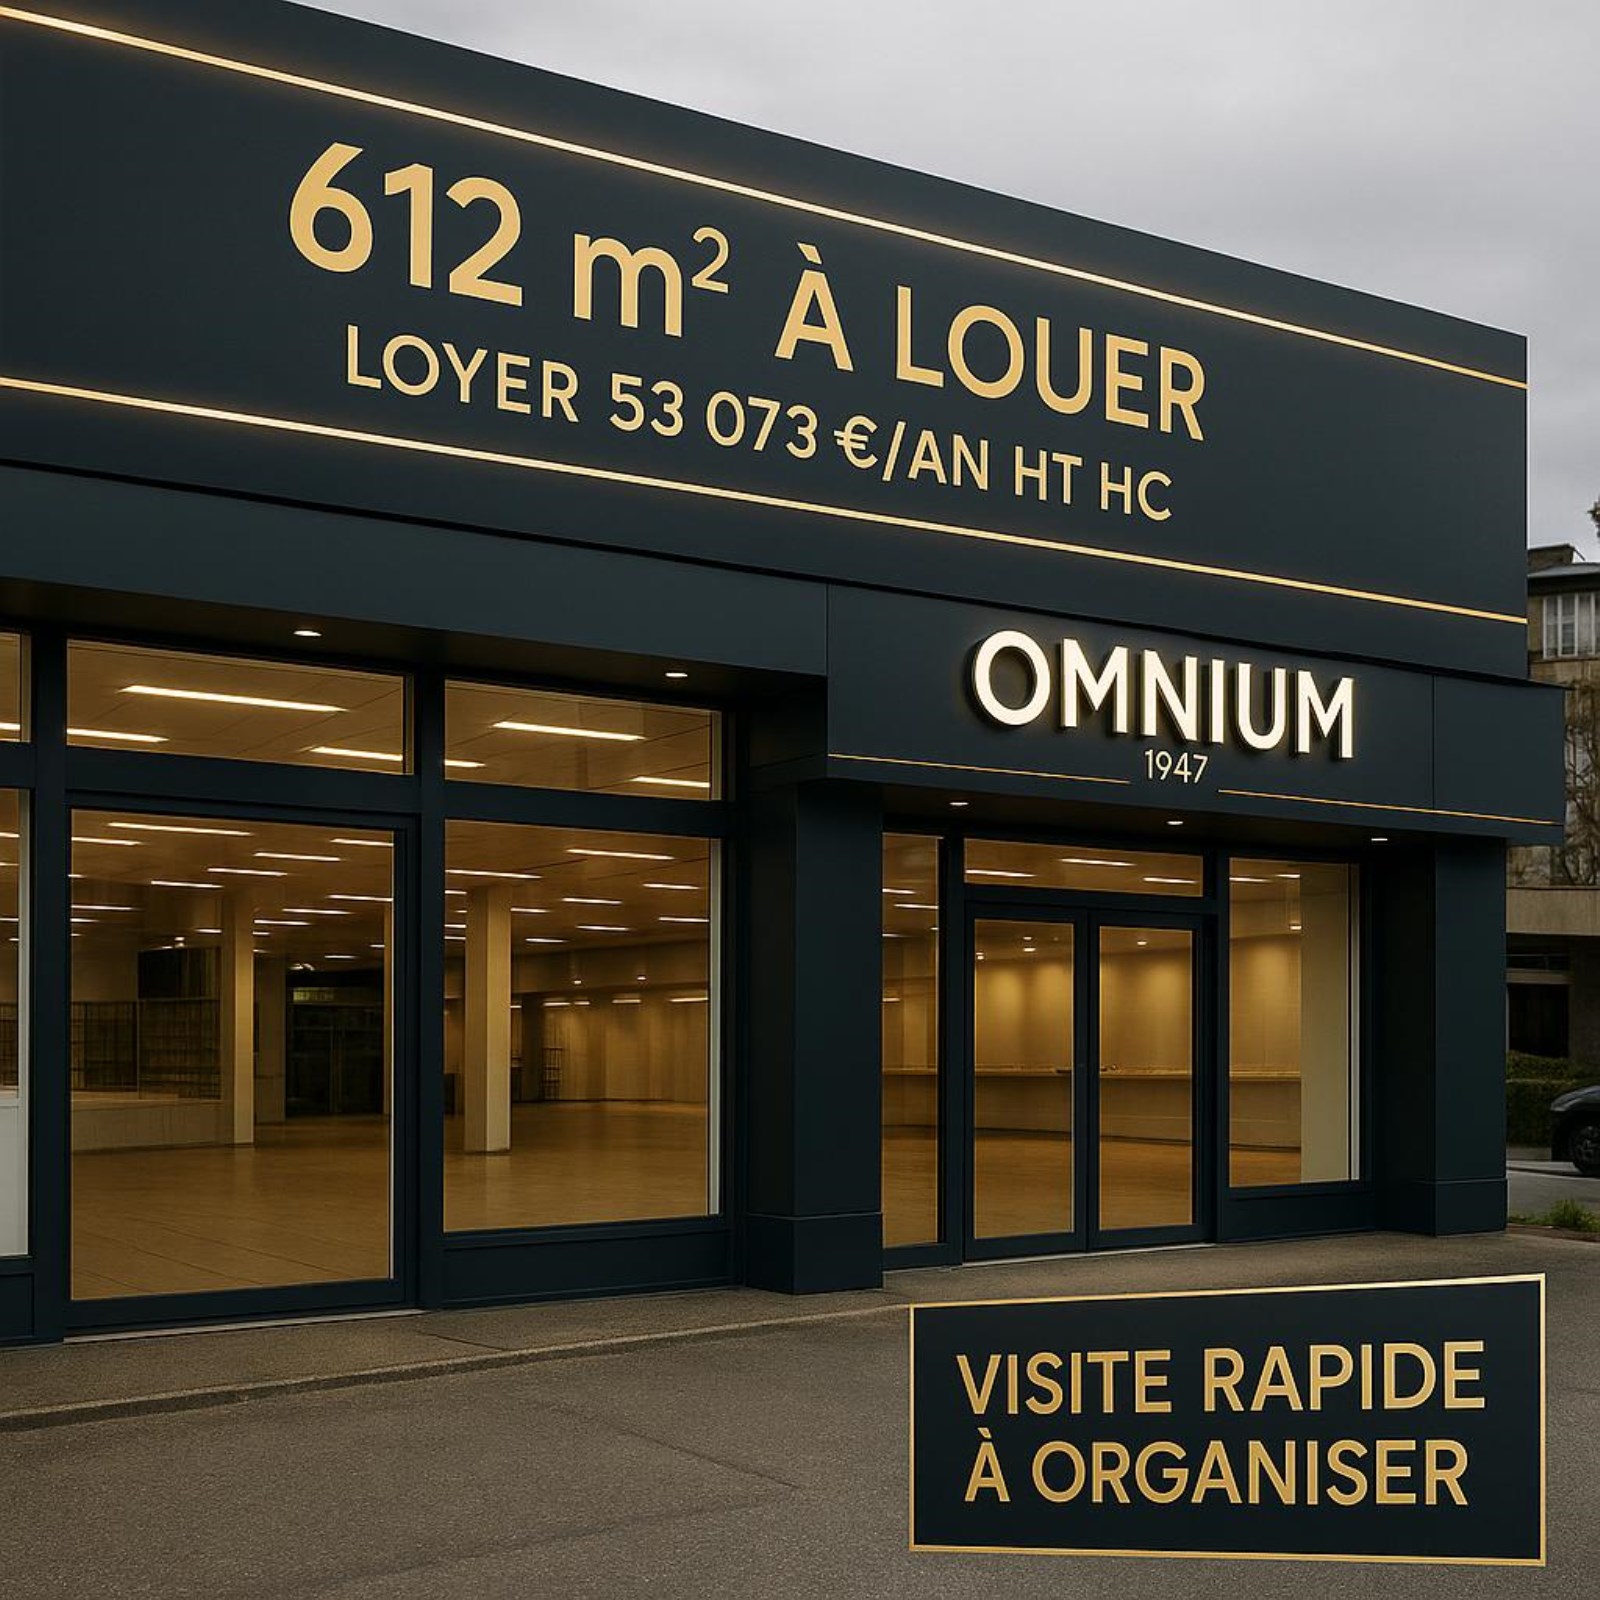 612 m² À LOUER
LOYER 53 073 €/AN HT HC
OMNIUM
1947
VISITE RAPIDE
À ORGANISER